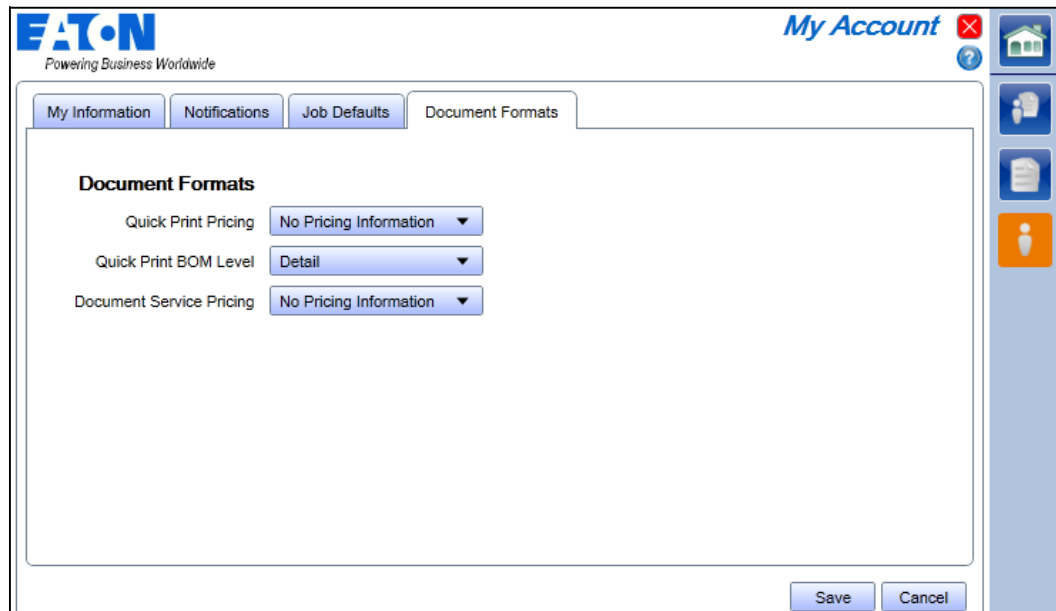 EATON
Powering Business Worldwide
My Account
?
My Information Notifications Job Defaults Document Formats
Document Formats
Quick Print Pricing No Pricing Information
Quick Print BOM Level Detail
Document Service Pricing No Pricing Information
Save Cancel